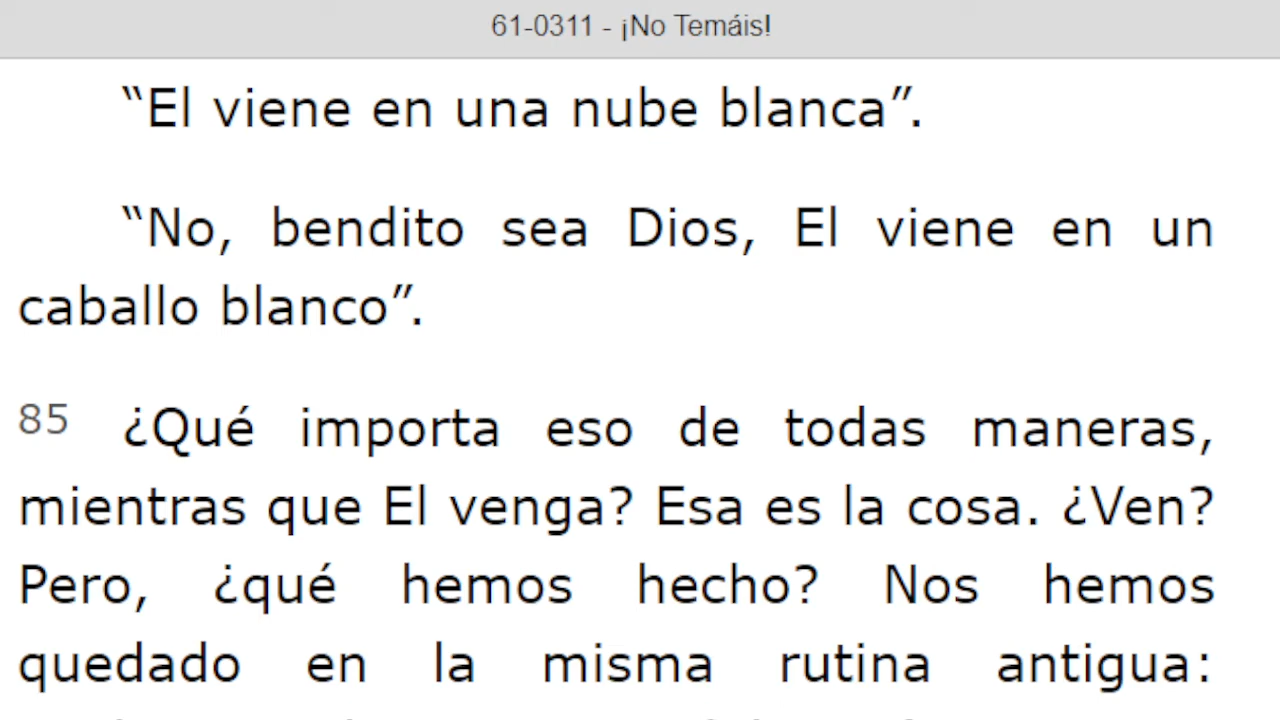 61-0311 - ¡No Temáis!
“El viene en una nube blanca”.
“No, bendito sea Dios, El viene en un
caballo blanco”.
85 ¿Qué importa eso de todas maneras,
mientras que El venga? Esa es la cosa. ¿Ven?
Pero, ¿qué hemos hecho? Nos hemos
quedado en la misma rutina antigua: